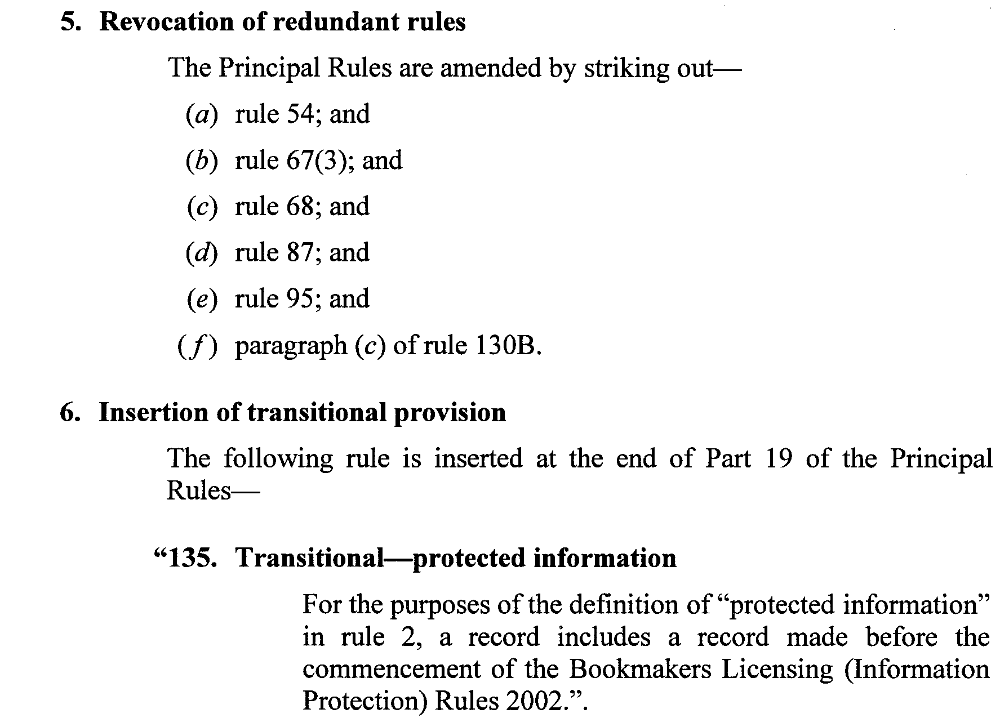 5. Revocation of redundant rules
The Principal Rules are amended by striking out—
(a) rule 54; and
(b) rule 67(3); and
(c) rule 68; and
(d) rule 87; and
(e) rule 95; and
(f) paragraph (c) of rule 130B.
6. Insertion of transitional provision
The following rule is inserted at the end of Part 19 of the Principal
Rules—
“135. Transitional—protected information
For the purposes of the definition of “protected information”
in rule 2, a record includes a record made before the
commencement of the Bookmakers Licensing (Information
Protection) Rules 2002.”.